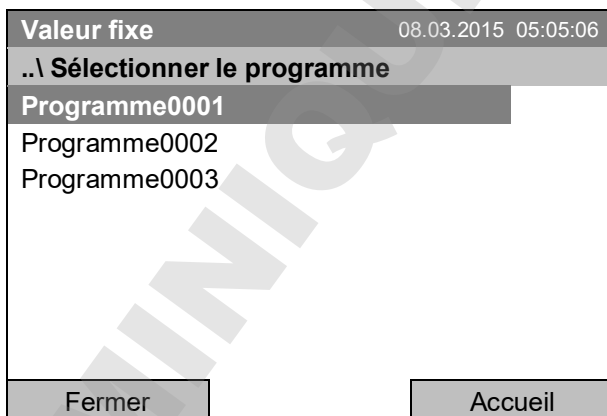 Valeur fixe 08.03.2015 05:05:06
..\ Sélectionner le programme
Programme0001
Programme0002
Programme0003
Fermer Accueil